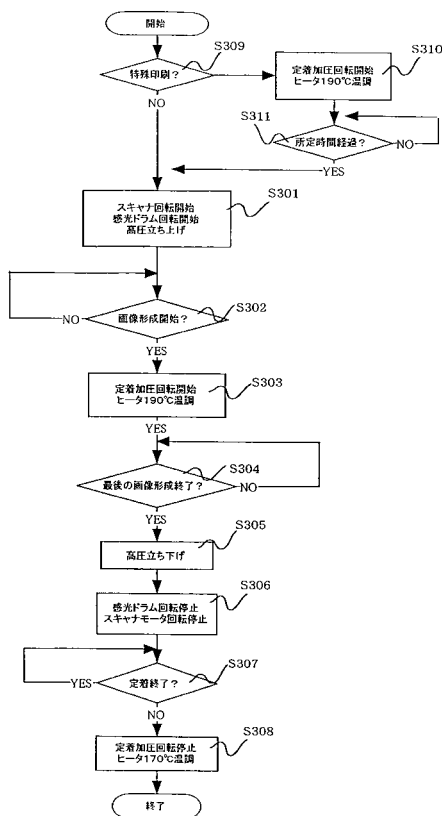 開始
S309
特殊印刷？
NO
S310
定着加圧回転開始
ヒータ190℃温調
S311
所定時間経過？
NO
YES
S301
スキャナ回転開始
感光ドラム回転開始
高圧立ち上げ
S302
画像形成開始？
NO
YES
S303
定着加圧回転開始
ヒータ190℃温調
YES
S304
最後の画像形成終了？
NO
YES
S305
高圧立ち下げ
S306
感光ドラム回転停止
スキャナモータ回転停止
S307
定着終了？
YES
NO
S308
定着加圧回転停止
ヒータ170℃温調
終了